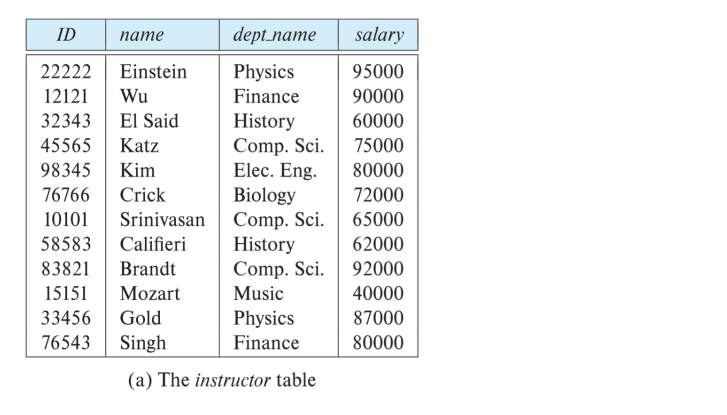 ID name dept_name salary
22222 Einstein Physics 95000
12121 Wu Finance 90000
32343 El Said History 60000
45565 Katz Comp. Sci. 75000
98345 Kim Elec. Eng. 80000
76766 Crick Biology 72000
10101 Srinivasan Comp. Sci. 65000
58583 Califieri History 62000
83821 Brandt Comp. Sci. 92000
15151 Mozart Music 40000
33456 Gold Physics 87000
76543 Singh Finance 80000
(a) The instructor table